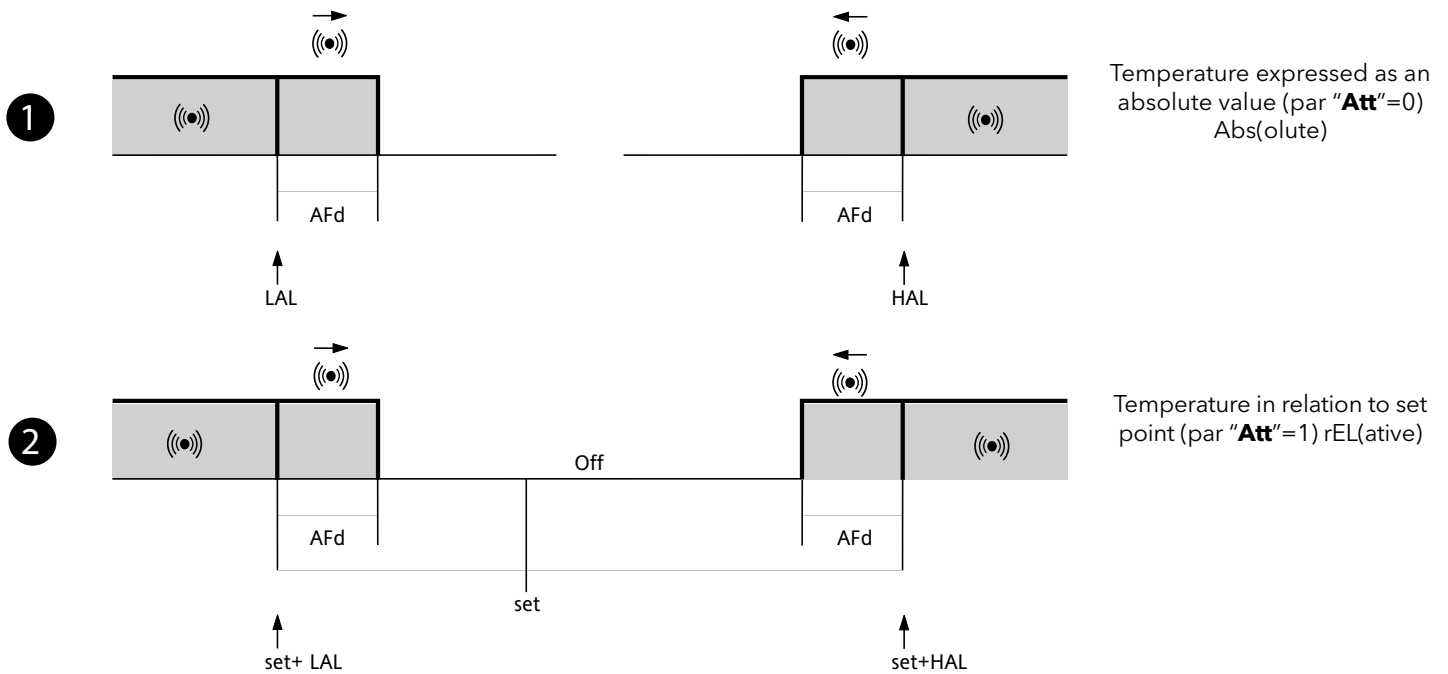 1
Temperature expressed as an
absolute value (par “Att”=0)
Abs(olute)
AFd
AFd
LAL
HAL
2
Temperature in relation to set
point (par “Att”=1) rEL(ative)
Off
AFd
AFd
set
set+ LAL
set+HAL